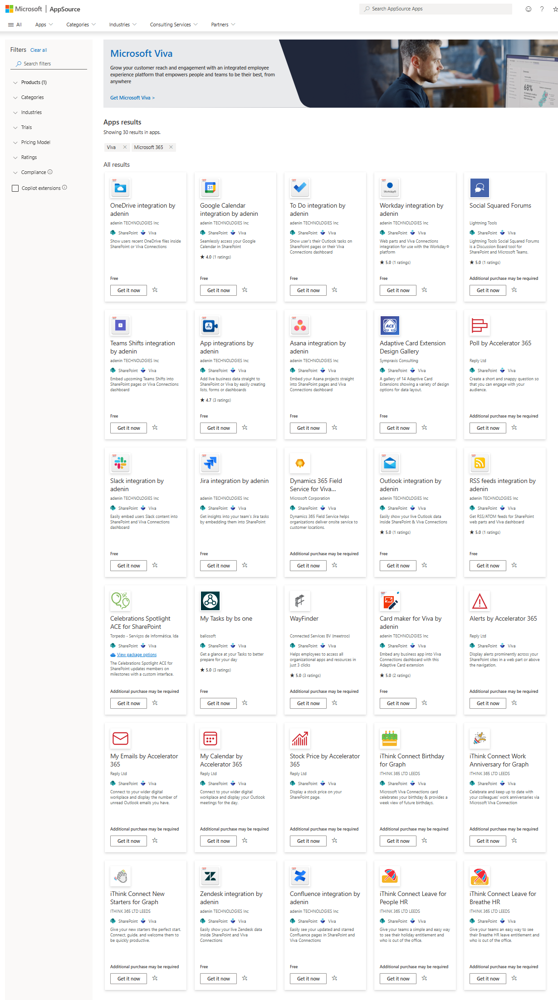 Microsoft | AppSource
Search AppSource Apps
All Apps Categories Industries Consulting Services Partners
Filters Clear all
Search filters
Products (1)
Categories
Industries
Trials
Pricing Model
Ratings
Compliance
Copilot extensions
Microsoft Viva
Grow your customer reach and engagement with an integrated employee
experience platform that empowers people and teams to be their best, from
anywhere
Get Microsoft Viva >
68%
Apps results
Showing 30 results in apps.
Viva Microsoft 365
All results
OneDrive integration by
adenin
adenin TECHNOLOGIES Inc
SharePoint Viva
Show users recent OneDrive files inside
SharePoint or Viva Connections
Free
Get it now
31
Google Calendar
integration by adenin
adenin TECHNOLOGIES Inc
SharePoint Viva
Seamlessly access your Google
Calendar in SharePoint
★ 4.0 (1 ratings)
Free
Get it now
To Do integration by
adenin
adenin TECHNOLOGIES Inc
SharePoint Viva
Show user's their Outlook tasks on
SharePoint pages or their Viva
Connections dashboard
Free
Get it now
Workday®
Workday integration by
adenin
adenin TECHNOLOGIES Inc
SharePoint Viva
Web parts and Viva Connections
integration for use with the Workday®
platform
★ 5.0 (1 ratings)
Free
Get it now
Social Squared Forums
Lightning Tools
SharePoint Viva
Lightning Tools Social Squared Forums
is a Discussion Board tool for
SharePoint and Microsoft Teams.
★ 5.0 (1 ratings)
Additional purchase may be required
Get it now
Teams Shifts integration
by adenin
adenin TECHNOLOGIES Inc
SharePoint Viva
Embed upcoming Teams Shifts into
SharePoint pages or Viva Connections
dashboard
Free
Get it now
App integrations by
adenin
adenin TECHNOLOGIES Inc
SharePoint Viva
Add live business data straight to
SharePoint or Viva by easily creating
lists, forms or dashboards
★ 4.7 (3 ratings)
Free
Get it now
Asana integration by
adenin
adenin TECHNOLOGIES Inc
SharePoint Viva
Embed your Asana projects straight
into SharePoint pages and Viva
Connections dashboard
Free
Get it now
ACE
Adaptive Card Extension
Design Gallery
Sympraxis Consulting
SharePoint Viva
A gallery of 14 Adaptive Card
Extensions showing a variety of design
options for data layout.
Free
Get it now
Poll by Accelerator 365
Reply Ltd
SharePoint Viva
Create a short and snappy question so
that you can engage with your
audience.
Additional purchase may be required
Get it now
Slack integration by
adenin
adenin TECHNOLOGIES Inc
SharePoint Viva
Easily embed users Slack content into
SharePoint and Viva Connections
dashboard
Free
Get it now
Jira integration by adenin
adenin TECHNOLOGIES Inc
SharePoint Viva
Get insights into your team's Jira tasks
by embedding them into SharePoint
Free
Get it now
Dynamics 365 Field
Service for Viva...
Microsoft Corporation
SharePoint Viva
Dynamics 365 Field Service helps
organizations deliver onsite service to
customer locations.
Additional purchase may be required
Get it now
Outlook integration by
adenin
adenin TECHNOLOGIES Inc
SharePoint Viva
Easily show your live Outlook data
inside SharePoint & Viva Connections
★ 5.0 (1 ratings)
Free
Get it now
RSS feeds integration by
adenin
adenin TECHNOLOGIES Inc
SharePoint Viva
Get RSS/ATOM feeds for SharePoint
web parts and Viva dashboard
★ 5.0 (1 ratings)
Free
Get it now
Celebrations Spotlight
ACE for SharePoint
Torpedo - Serviços de Informática, lda
SharePoint Viva
View package options
The Celebrations Spotlight ACE for
SharePoint updates members on
milestones with a custom interface.
Additional purchase may be required
Get it now
My Tasks by bs one
baliosoft
SharePoint Viva
Get a glance at your Tasks to better
prepare for your day
★ 5.0 (3 ratings)
Free
Get it now
WayFinder
Connected Services BV (meetroo)
SharePoint Viva
Helps employees to access all
organizational apps and resources in
just 3 clicks
★ 5.0 (3 ratings)
Additional purchase may be required
Get it now
Card maker for Viva by
adenin
adenin TECHNOLOGIES Inc
SharePoint Viva
Embed any business app into Viva
Connections dashboard with this
Adaptive Card extension
★ 5.0 (2 ratings)
Free
Get it now
Alerts by Accelerator 365
Reply Ltd
SharePoint Viva
Display alerts prominently across your
SharePoint sites in a web part or above
the navigation.
Additional purchase may be required
Get it now
My Emails by Accelerator
365
Reply Ltd
SharePoint Viva
Connect to your wider digital
workplace and display the number of
unread Outlook emails you have.
Additional purchase may be required
Get it now
My Calendar by
Accelerator 365
Reply Ltd
SharePoint Viva
Connect to your wider digital
workplace and display your Outlook
meetings for the day.
Additional purchase may be required
Get it now
Stock Price by Accelerator
365
Reply Ltd
SharePoint Viva
Display a stock price on your
SharePoint page.
Additional purchase may be required
Get it now
iThink Connect Birthday
for Graph
ITHINK 365 LTD LEEDS
SharePoint Viva
Microsoft Viva Connections card
celebrates your birthday & provides a
week view of future birthdays.
Additional purchase may be required
Get it now
iThink Connect Work
Anniversary for Graph
ITHINK 365 LTD LEEDS
SharePoint Viva
Celebrate and keep up to date with
your colleagues' work anniversaries via
Microsoft Viva Connection
Additional purchase may be required
Get it now
iThink Connect New
Starters for Graph
ITHINK 365 LTD LEEDS
SharePoint Viva
Give your new starters the perfect start.
Connect, guide, and welcome them to
be quickly productive.
Additional purchase may be required
Get it now
Zendesk integration by
adenin
adenin TECHNOLOGIES Inc
SharePoint Viva
Easily show your live Zendesk data
inside SharePoint and Viva
Connections
Free
Get it now
Confluence integration by
adenin
adenin TECHNOLOGIES Inc
SharePoint Viva
Easily see your updated and starred
Confluence pages in SharePoint and
Viva Connections
Free
Get it now
iThink Connect Leave for
People HR
ITHINK 365 LTD LEEDS
SharePoint Viva
Give your teams a simple and easy way
to see their holiday entitlement and
who is out of the office.
Additional purchase may be required
Get it now
iThink Connect Leave for
Breathe HR
ITHINK 365 LTD LEEDS
SharePoint Viva
Give your teams an easy way to see
their Breathe HR leave entitlement and
who is out of the office.
Additional purchase may be required
Get it now